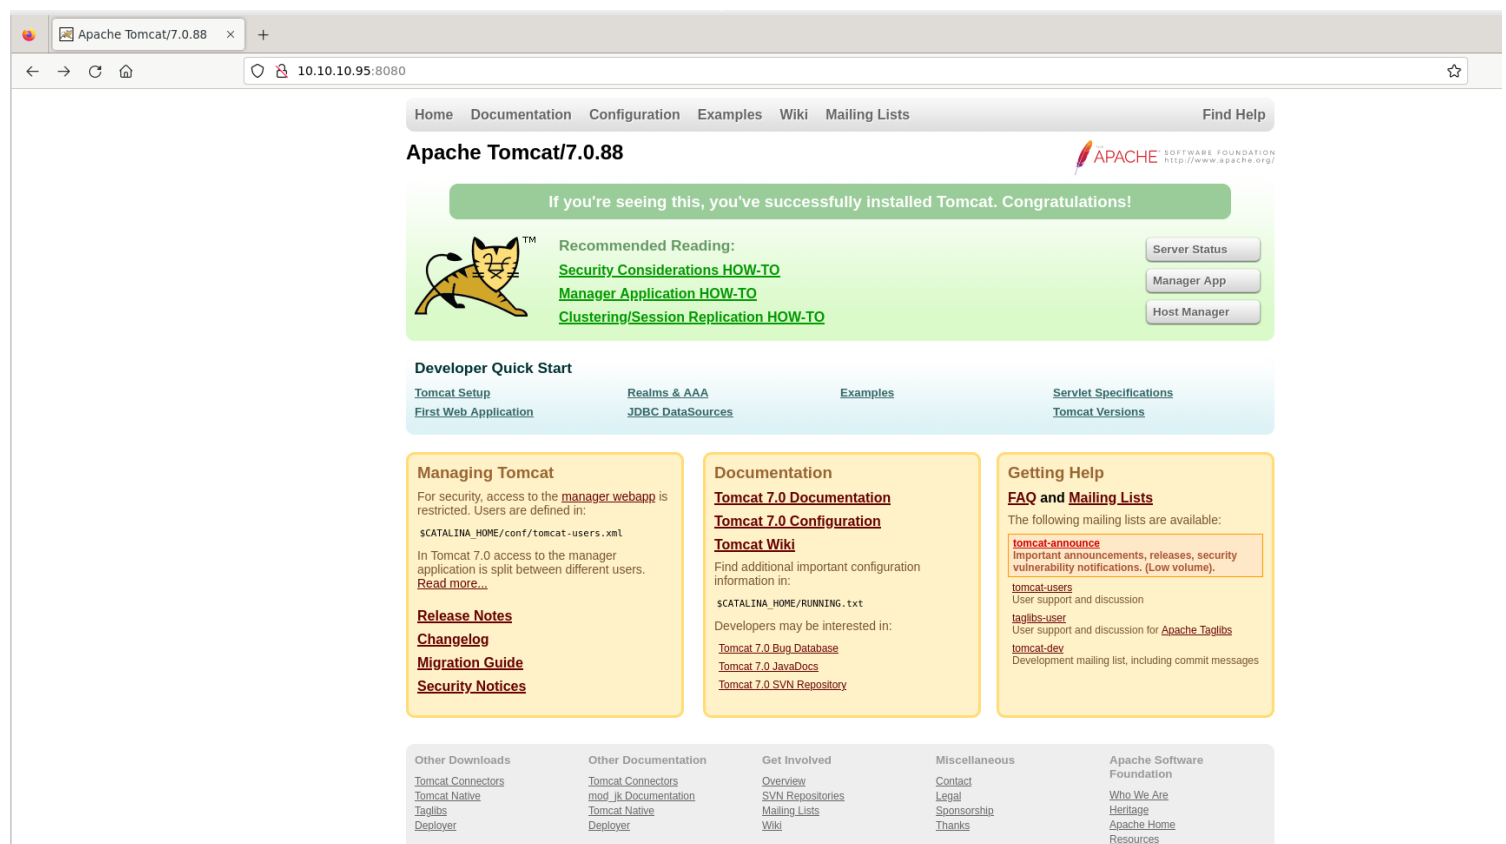 Apache Tomcat/7.0.88
10.10.10.95:8080
Home Documentation Configuration Examples Wiki Mailing Lists Find Help
Apache Tomcat/7.0.88
APACHE SOFTWARE FOUNDATION
http://www.apache.org/
If you're seeing this, you've successfully installed Tomcat. Congratulations!
TM
Recommended Reading:
Security Considerations HOW-TO
Manager Application HOW-TO
Clustering/Session Replication HOW-TO
Server Status
Manager App
Host Manager
Developer Quick Start
Tomcat Setup
First Web Application
Realms & AAA
JDBC DataSources
Examples
Servlet Specifications
Tomcat Versions
Managing Tomcat
For security, access to the manager webapp is
restricted. Users are defined in:
$CATALINA_HOME/conf/tomcat-users.xml
In Tomcat 7.0 access to the manager
application is split between different users.
Read more...
Release Notes
Changelog
Migration Guide
Security Notices
Documentation
Tomcat 7.0 Documentation
Tomcat 7.0 Configuration
Tomcat Wiki
Find additional important configuration
information in:
$CATALINA_HOME/RUNNING.txt
Developers may be interested in:
Tomcat 7.0 Bug Database
Tomcat 7.0 JavaDocs
Tomcat 7.0 SVN Repository
Getting Help
FAQ and Mailing Lists
The following mailing lists are available:
tomcat-announce
Important announcements, releases, security
vulnerability notifications. (Low volume).
tomcat-users
User support and discussion
taglibs-user
User support and discussion for Apache Taglibs
tomcat-dev
Development mailing list, including commit messages
Other Downloads
Tomcat Connectors
Tomcat Native
Taglibs
Deployer
Other Documentation
Tomcat Connectors
mod_jk Documentation
Tomcat Native
Deployer
Get Involved
Overview
SVN Repositories
Mailing Lists
Wiki
Miscellaneous
Contact
Legal
Sponsorship
Thanks
Apache Software
Foundation
Who We Are
Heritage
Apache Home
Resources